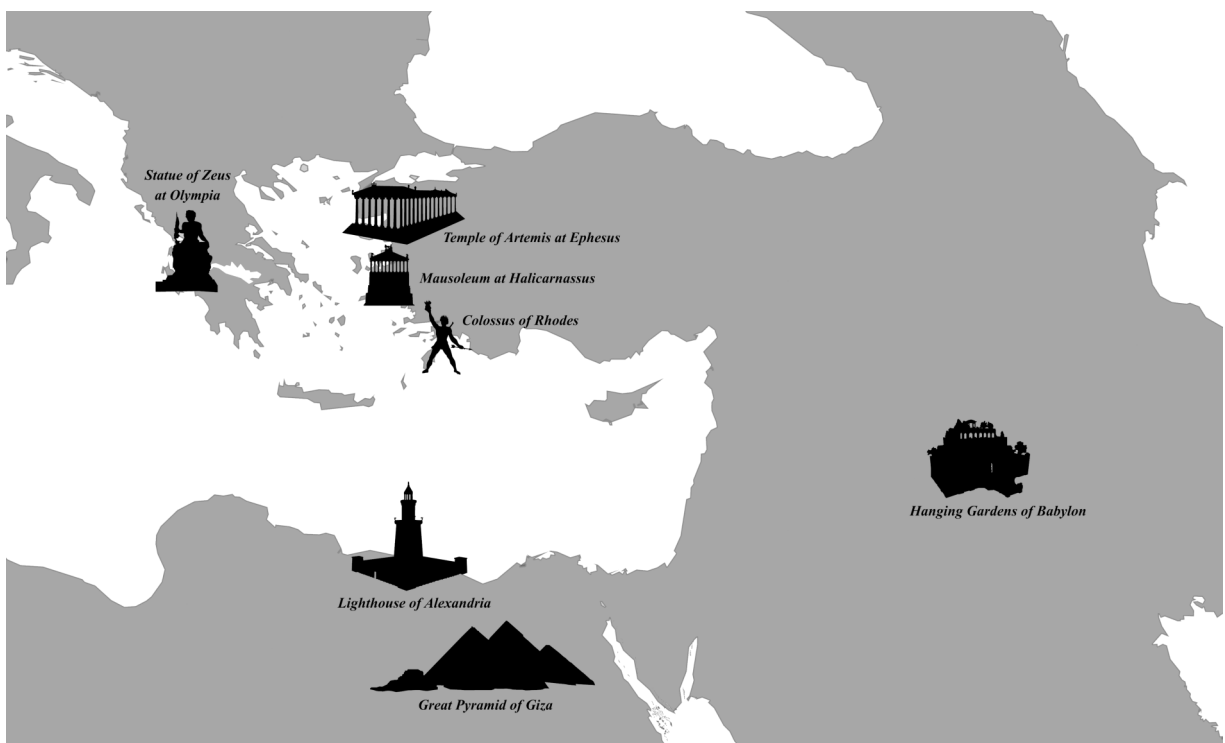 Statue of Zeus
at Olympia
Temple of Artemis at Ephesus
Mausoleum at Halicarnassus
Colossus of Rhodes
Hanging Gardens of Babylon
Lighthouse of Alexandria
Great Pyramid of Giza